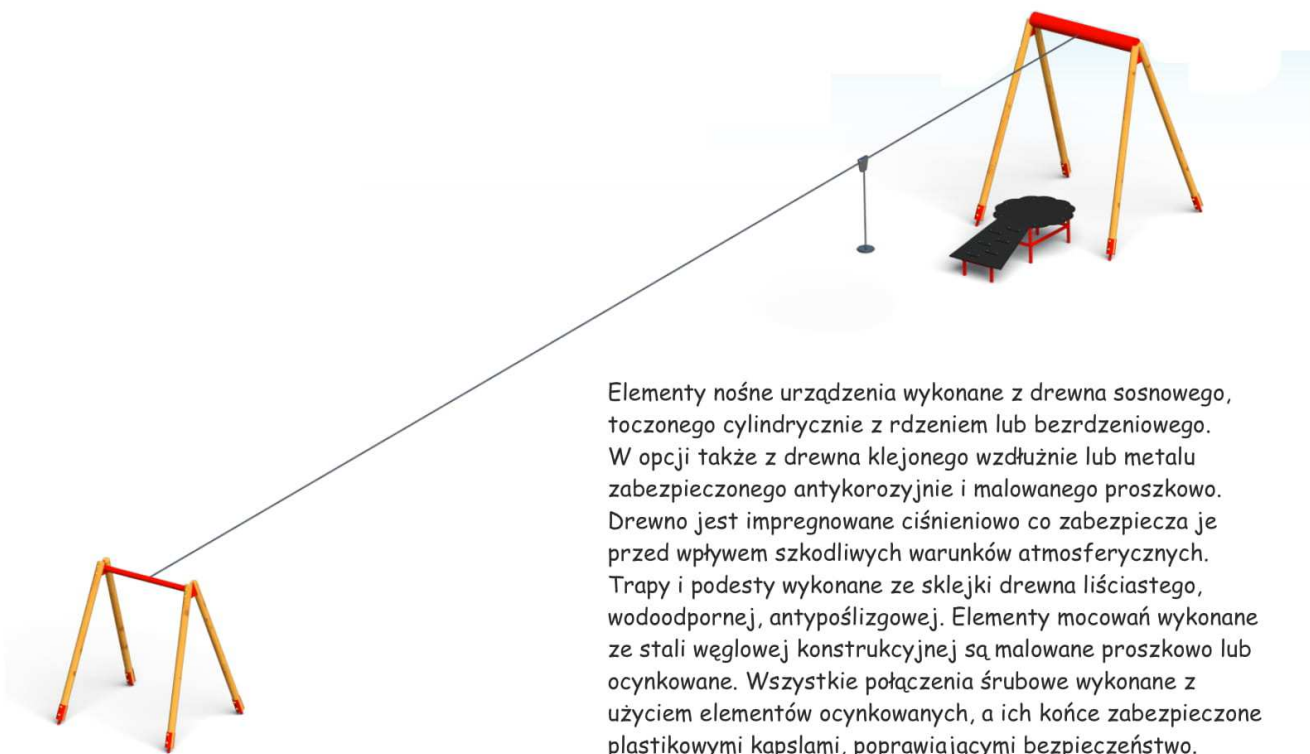 Elementy nośne urządzenia wykonane z drewna sosnowego,
toczonego cylindrycznie z rdzeniem lub bezrdzeniowego.
W opcji także z drewna klejonego wzdłużnie lub metalu
zabezpieczonego antykorozyjnie i malowanego proszkowo.
Drewno jest impregnowane ciśnieniowo co zabezpiecza je
przed wpływem szkodliwych warunków atmosferycznych.
Trapy i podesty wykonane ze sklejki drewna liściastego,
wodoodpornej, antypoślizgowej. Elementy mocowań wykonane
ze stali węglowej konstrukcyjnej są malowane proszkowo lub
ocynkowane. Wszystkie połączenia śrubowe wykonane z
użyciem elementów ocynkowanych, a ich końce zabezpieczone
plastikowymi kapslami, poprawiającymi bezpieczeństwo.